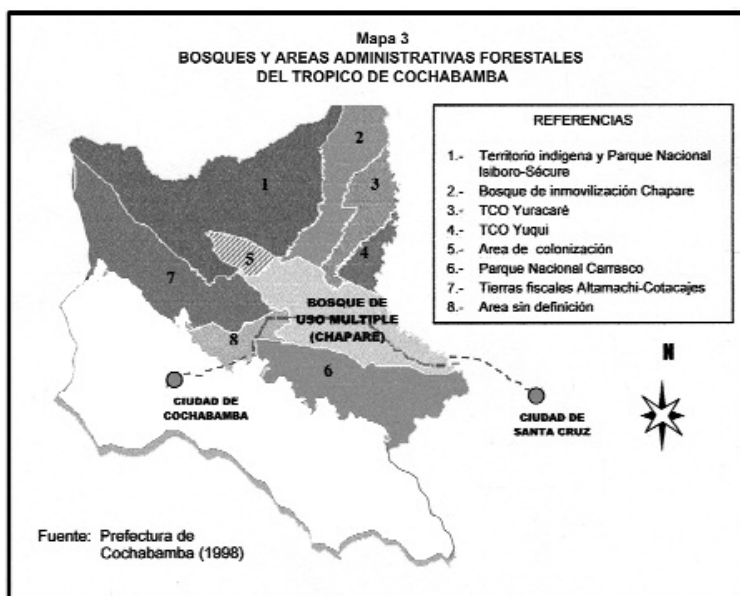 Mapa 3
BOSQUES Y AREAS ADMINISTRATIVAS FORESTALES
DEL TROPICO DE COCHABAMBA
REFERENCIAS
1.- Territorio indígena y Parque Nacional
Isiboro-Sécure
2.- Bosque de inmovilización Chapare
3.- TCO Yuracaré
4.- TCO Yuqui
5.- Area de colonización
6.- Parque Nacional Carrasco
7.- Tierras fiscales Altamachi-Cotacajes
8.- Area sin definición
2
1
3
4
5
7
BOSQUE DE
USO MULTIPLE
(CHAPARE)
8
6
N
CIUDAD DE
COCHABAMBA
CIUDAD DE
SANTA CRUZ
Fuente: Prefectura de
Cochabamba (1998)